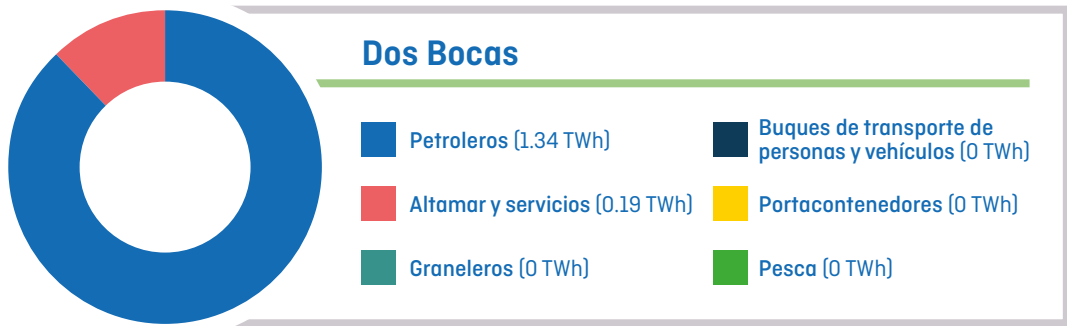 Dos Bocas
Petroleros (1.34 TWh)
Altamar y servicios (0.19 TWh)
Graneleros (0 TWh)
Buques de transporte de
personas y vehículos (0 TWh)
Portacontenedores (0 TWh)
Pesca (0 TWh)